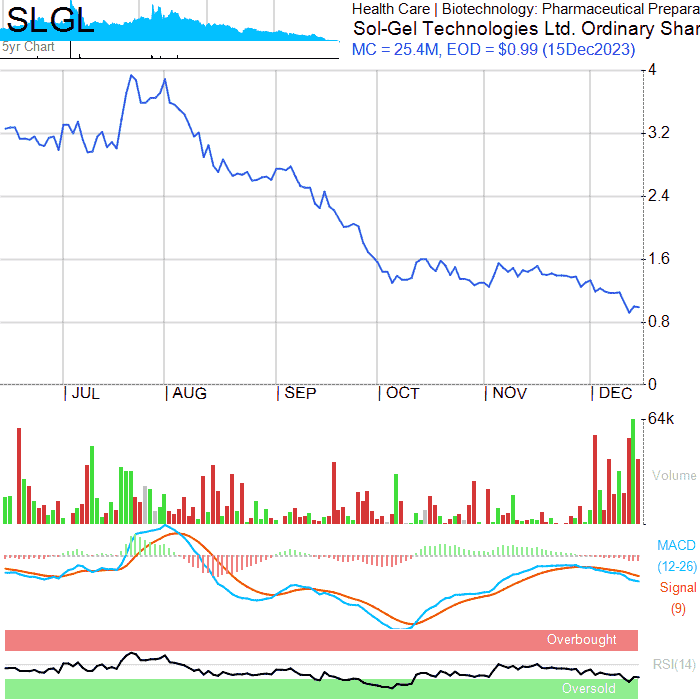 SLGL
5yr Chart
Health Care | Biotechnology: Pharmaceutical Prepara
Sol-Gel Technologies Ltd. Ordinary Shar
MC = 25.4M, EOD = $0.99 (15Dec2023)
4
3.2
2.4
1.6
0.8
0
JUL AUG SEP OCT NOV DEC
64k
Volume
MACD
(12-26)
Signal
(9)
Overbought
RSI(14)
Oversold